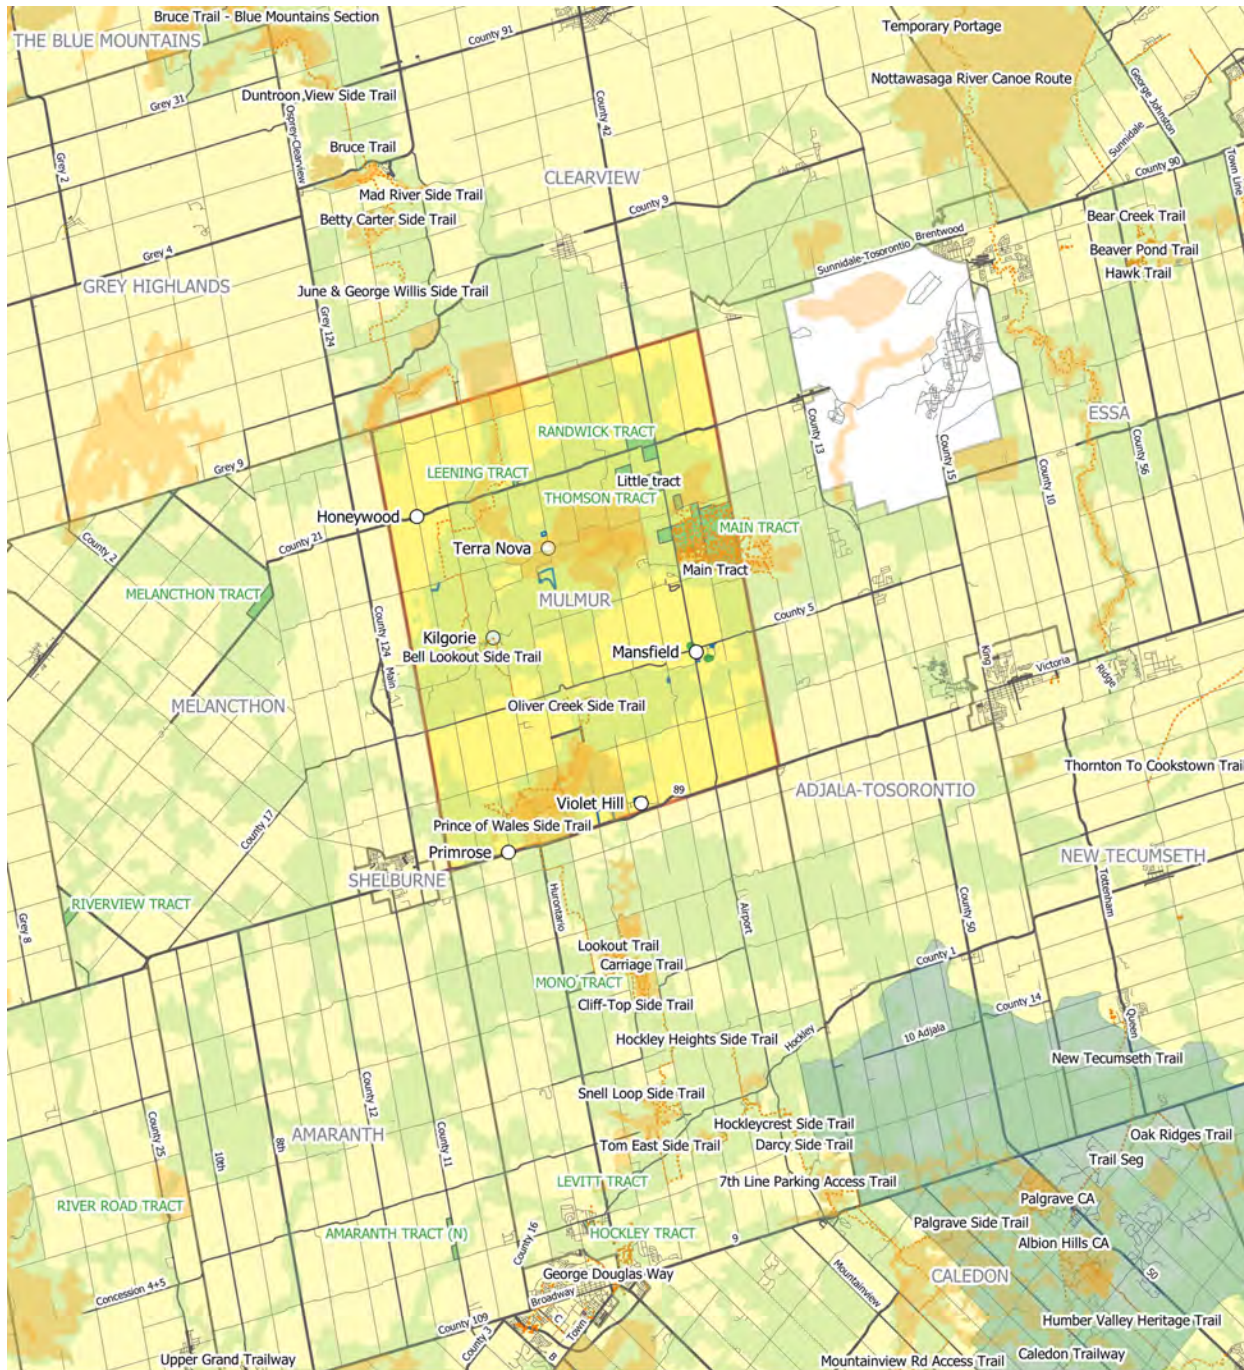 Bruce Trail - Blue Mountains Section
THE BLUE MOUNTAINS
County 91
Temporary Portage
Nottawasaga River Canoe Route
George Johnston
Grey 31
Duntroon View Side Trail
Osprey-Clearview
County 42
Sunnidale
Grey 2
Bruce Trail
County 90
Town Line
CLEARVIEW
Mad River Side Trail
County 9
Betty Carter Side Trail
Bear Creek Trail
Grey 4
Sunnidale-Tosorontio
Brentwood
Beaver Pond Trail
Hawk Trail
GREY HIGHLANDS
June & George Willis Side Trail
Grey 124
ESSA
RANDWICK TRACT
County 13
County 15
County 10
County 56
Grey 9
LEENING TRACT
Little tract
THOMSON TRACT
Honeywood
MAIN TRACT
County 21
County 2
Terra Nova
Main Tract
MELANCTHON TRACT
MULMUR
County 5
Kilgorie
Mansfield
Bell Lookout Side Trail
County 124
Main
King
Victoria
Ridge
MELANCTHON
Oliver Creek Side Trail
Thornton To Cookstown Trail
89
ADJALA-TOSORONTIO
Violet Hill
County 17
Prince of Wales Side Trail
Primrose
NEW TECUMSETH
SHELBURNE
Tottenham
RIVERVIEW TRACT
Grey 8
Hurontario
Airport
County 50
Lookout Trail
County 1
Carriage Trail
MONO TRACT
Cliff-Top Side Trail
County 14
Queen
Hockley Heights Side Trail
Hockley
10 Adjala
New Tecumseth Trail
Snell Loop Side Trail
County 12
AMARANTH
Hockleycrest Side Trail
Oak Ridges Trail
County 25
10th
8th
County 11
Tom East Side Trail
Darcy Side Trail
Trail Seg
LEVITT TRACT
7th Line Parking Access Trail
RIVER ROAD TRACT
Palgrave CA
Palgrave Side Trail
AMARANTH TRACT (N)
County 16
HOCKLEY TRACT
9
Albion Hills CA
George Douglas Way
CALEDON
50
Concession 4+5
Broadway
Mountainview
County 109
C
Town
Humber Valley Heritage Trail
County 3
B
Upper Grand Trailway
Mountainview Rd Access Trail
Caledon Trailway